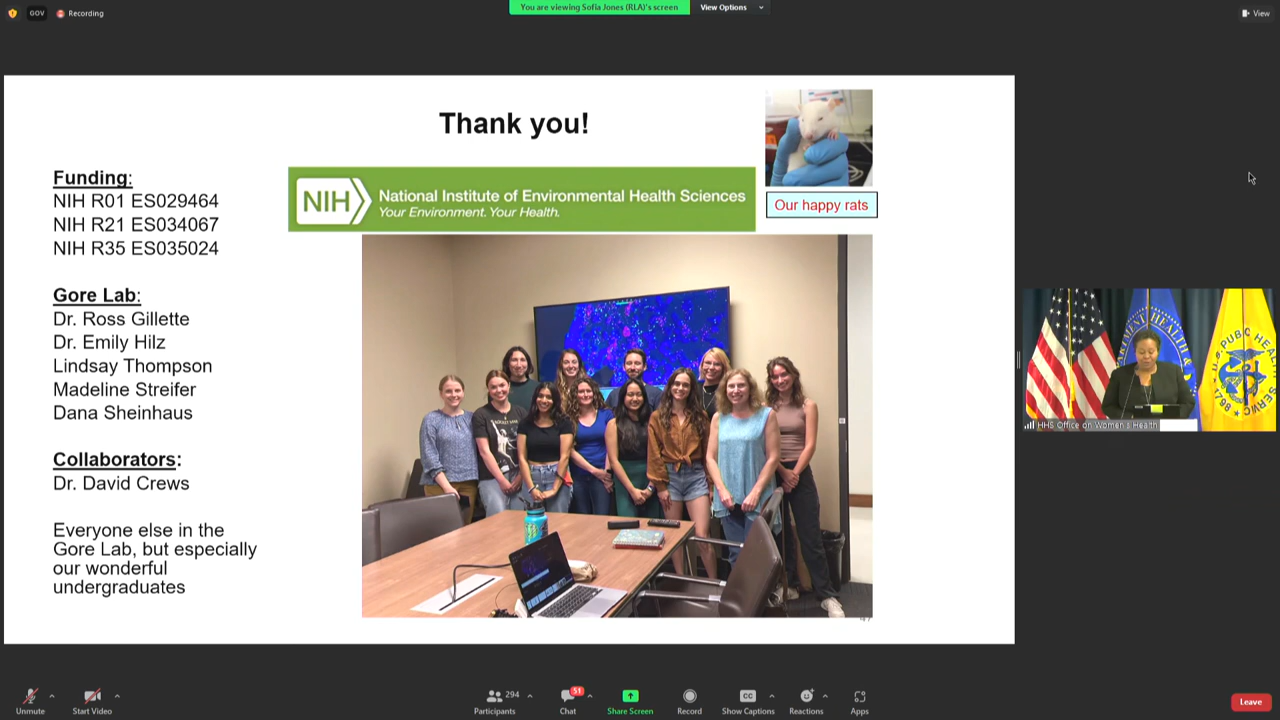 GOV
Recording
You are viewing Sofia Jones (RLA)'s screen
View Options
View
Thank you!
Funding:
NIH R01 ES029464
NIH R21 ES034067
NIH R35 ES035024
Gore Lab:
Dr. Ross Gillette
Dr. Emily Hilz
Lindsay Thompson
Madeline Streifer
Dana Sheinhaus
Collaborators:
Dr. David Crews
Everyone else in the
Gore Lab, but especially
our wonderful
undergraduates
NIH
National Institute of Environmental Health Sciences
Your Environment. Your Health.
Our happy rats
HHS Office on Women's Health
Unmute
Start Video
294
Participants
51
Chat
Share Screen
Record
CC
Show Captions
Reactions
Apps
Leave